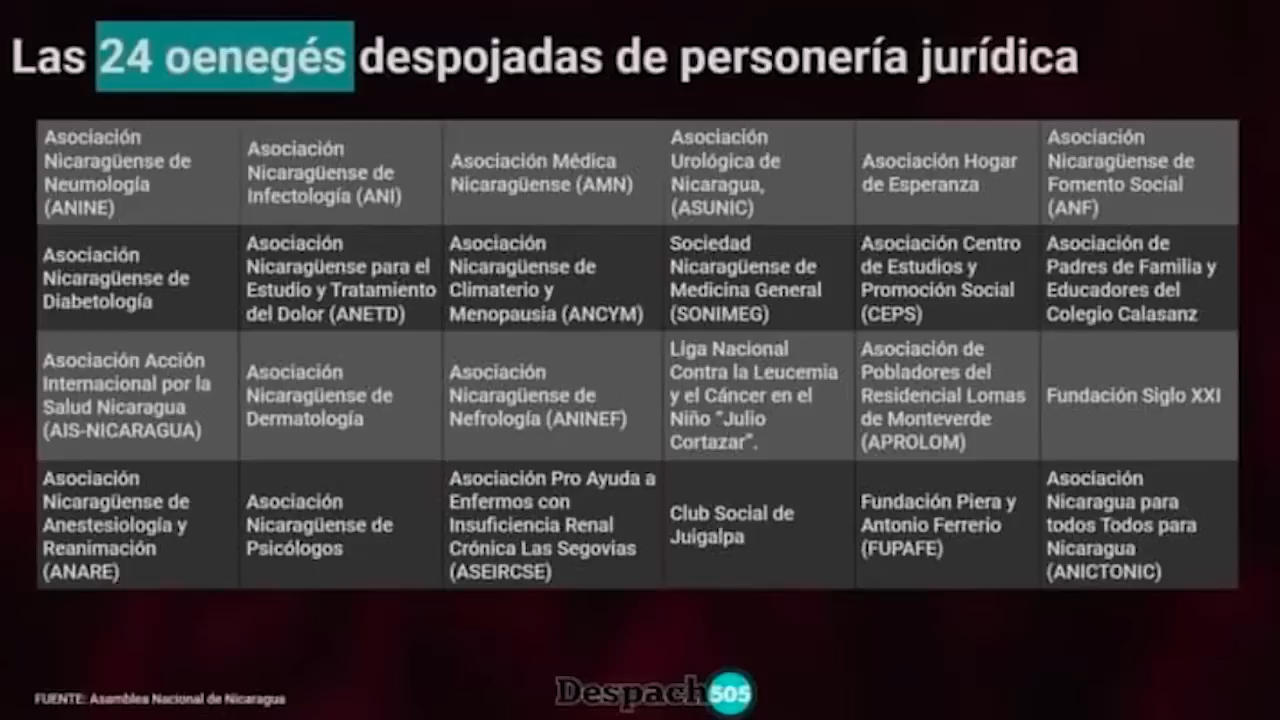 Las 24 oenegés despojadas de personería jurídica
Asociación
Nicaragüense de
Neumología
(ANINE)
Asociación
Nicaragüense de
Infectología (ANI)
Asociación Médica
Nicaragüense (AMN)
Asociación
Urológica de
Nicaragua,
(ASUNIC)
Asociación Hogar
de Esperanza
Asociación
Nicaragüense de
Fomento Social
(ANF)
Asociación
Nicaragüense de
Diabetología
Asociación
Nicaragüense para el
Estudio y Tratamiento
del Dolor (ANETD)
Asociación
Nicaragüense de
Climaterio y
Menopausia (ANCYM)
Sociedad
Nicaragüense de
Medicina General
(SONIMEG)
Asociación Centro
de Estudios y
Promoción Social
(CEPS)
Asociación de
Padres de Familia y
Educadores del
Colegio Calasanz
Asociación Acción
Internacional por la
Salud Nicaragua
(AIS-NICARAGUA)
Asociación
Nicaragüense de
Dermatología
Asociación
Nicaragüense de
Nefrología (ANINEF)
Liga Nacional
Contra la Leucemia
y el Cáncer en el
Niño "Julio
Cortazar".
Asociación de
Pobladores del
Residencial Lomas
de Monteverde
(APROLOM)
Fundación Siglo XXI
Asociación
Nicaragüense de
Anestesiología y
Reanimación
(ANARE)
Asociación
Nicaragüense de
Psicólogos
Asociación Pro Ayuda a
Enfermos con
Insuficiencia Renal
Crónica Las Segovias
(ASEIRCSE)
Club Social de
Juigalpa
Fundación Piera y
Antonio Ferrerio
(FUPAFE)
Asociación
Nicaragua para
todos Todos para
Nicaragua
(ANICTONIC)
FUENTE: Asamblea Nacional de Nicaragua
Despach505